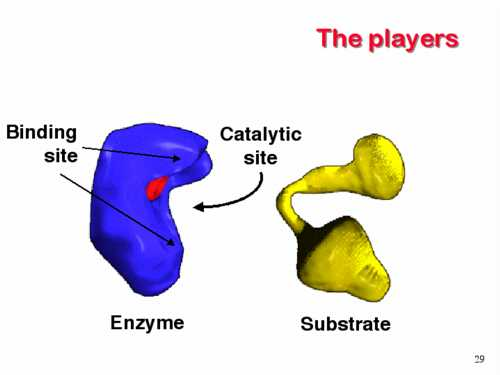 The players
Binding
site
Catalytic
site
Enzyme
Substrate
29